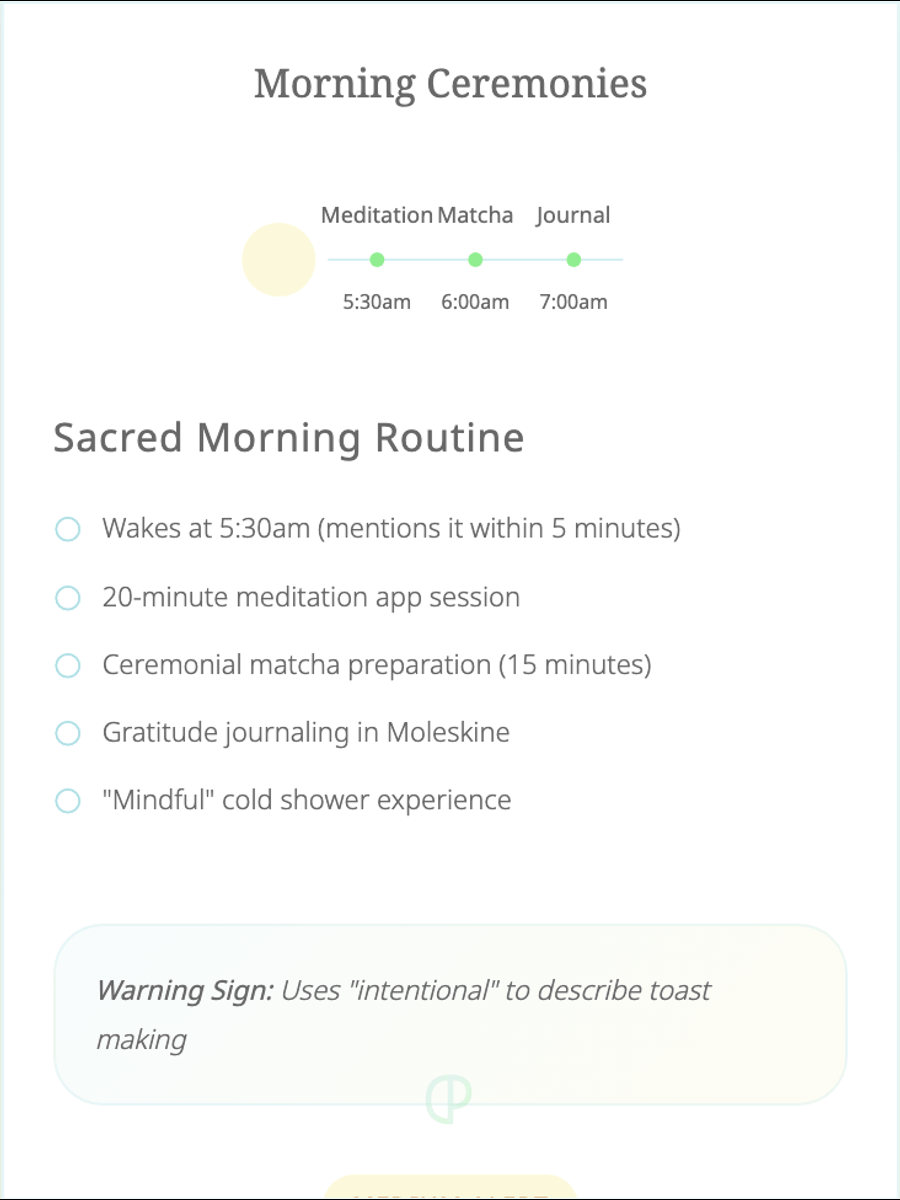 Morning Ceremonies
Meditation Matcha Journal
5:30am 6:00am 7:00am
Sacred Morning Routine
Wakes at 5:30am (mentions it within 5 minutes)
20-minute meditation app session
Ceremonial matcha preparation (15 minutes)
Gratitude journaling in Moleskine
"Mindful" cold shower experience
Warning Sign: Uses "intentional" to describe toast
making